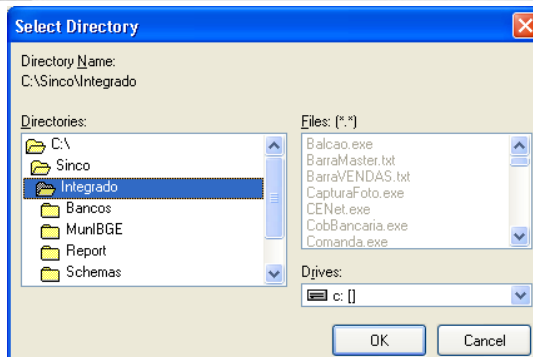 Select Directory
Directory Name:
C:\Sinco\Integrado
Directories:
C:\
Sinco
Integrado
Bancos
MunIBGE
Report
Schemas
Files: (*.*)
Balcao.exe
BarraMaster.txt
BarraVENDAS.txt
CapturaFoto.exe
CENet.exe
CobBancaria.exe
Comanda.exe
Drives:
c: []
OK
Cancel